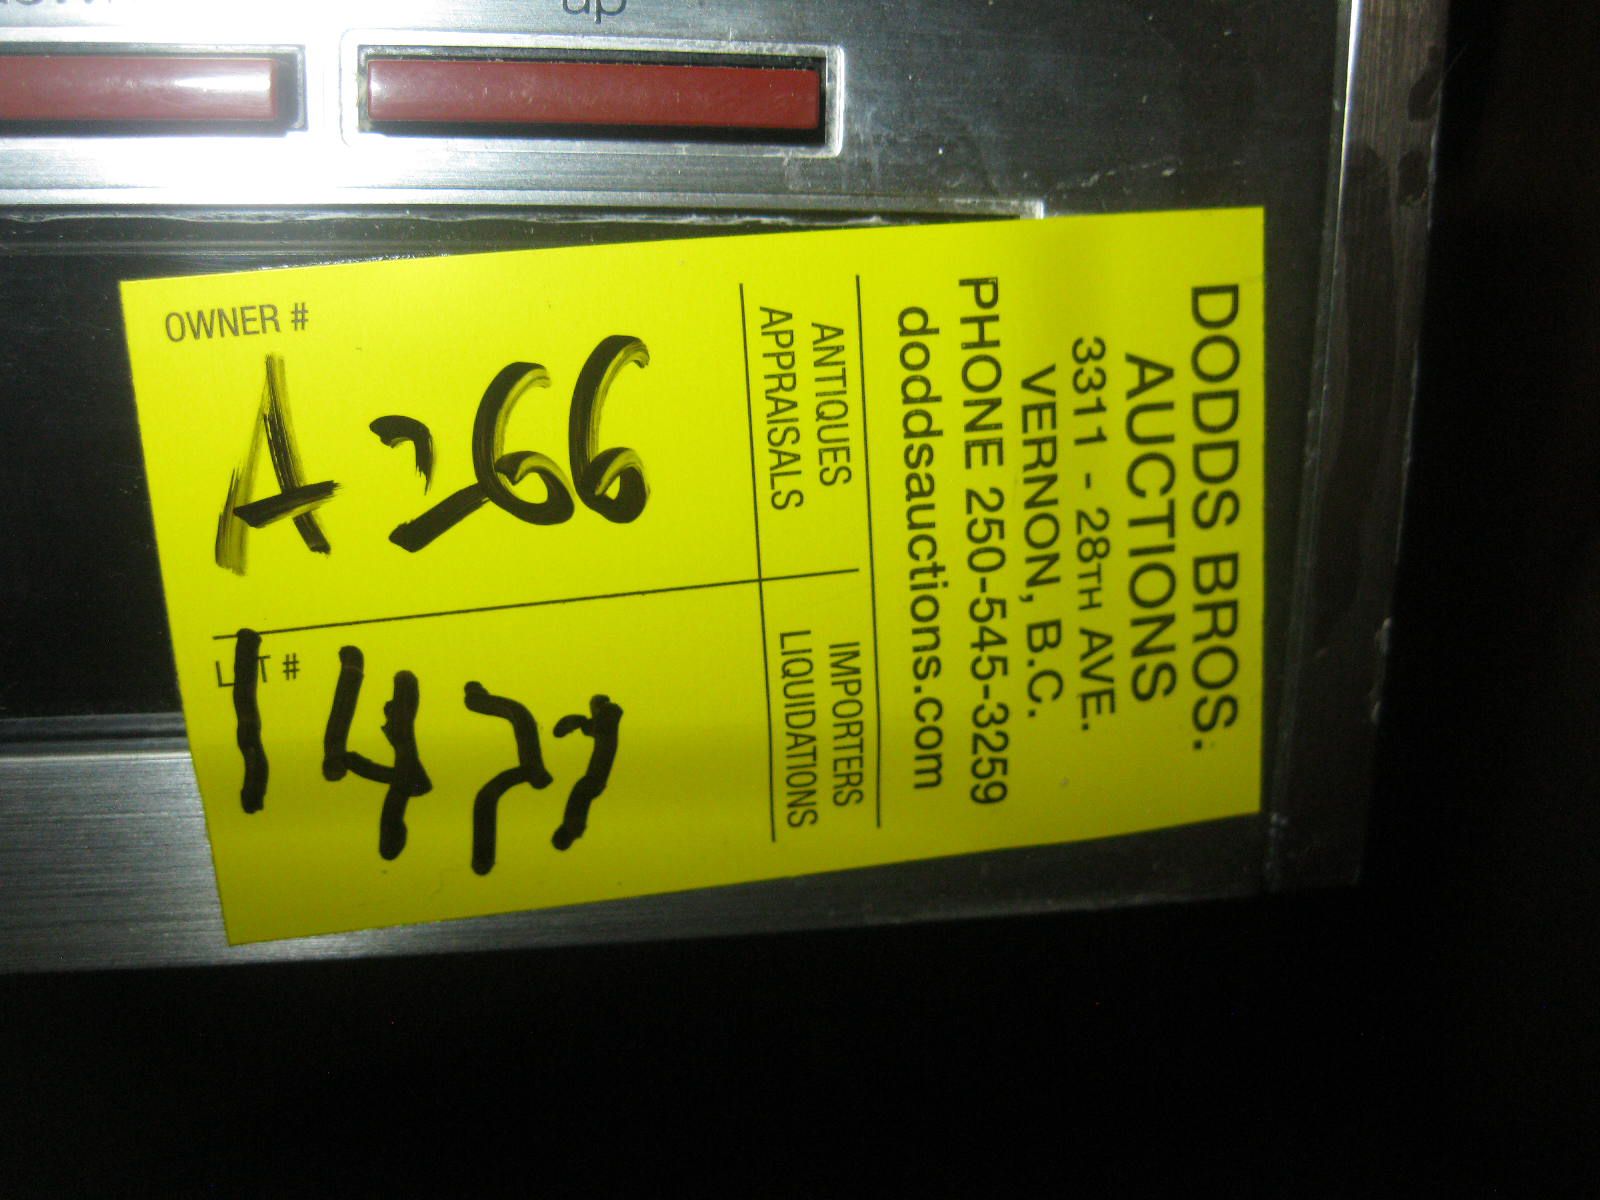 up
DODDS BROS.
AUCTIONS
3311 - 28TH AVE.
VERNON, B.C.
PHONE 250-545-3259
doddsauctions.com
ANTIQUES
APPRAISALS
IMPORTERS
LIQUIDATIONS
OWNER #
A266
LOT #